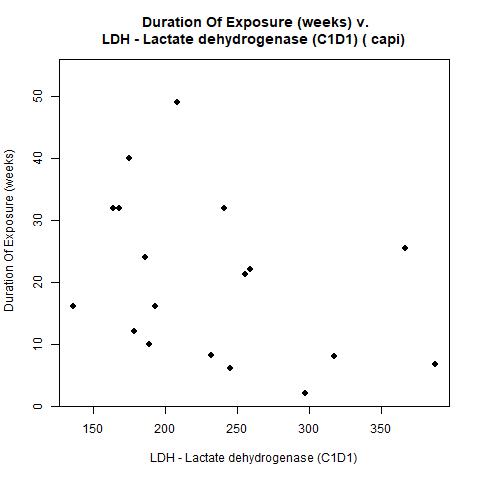 Duration Of Exposure (weeks) v.
LDH - Lactate dehydrogenase (C1D1) ( capi)
Duration Of Exposure (weeks)
50
40
30
20
10
0
150 200 250 300 350
LDH - Lactate dehydrogenase (C1D1)